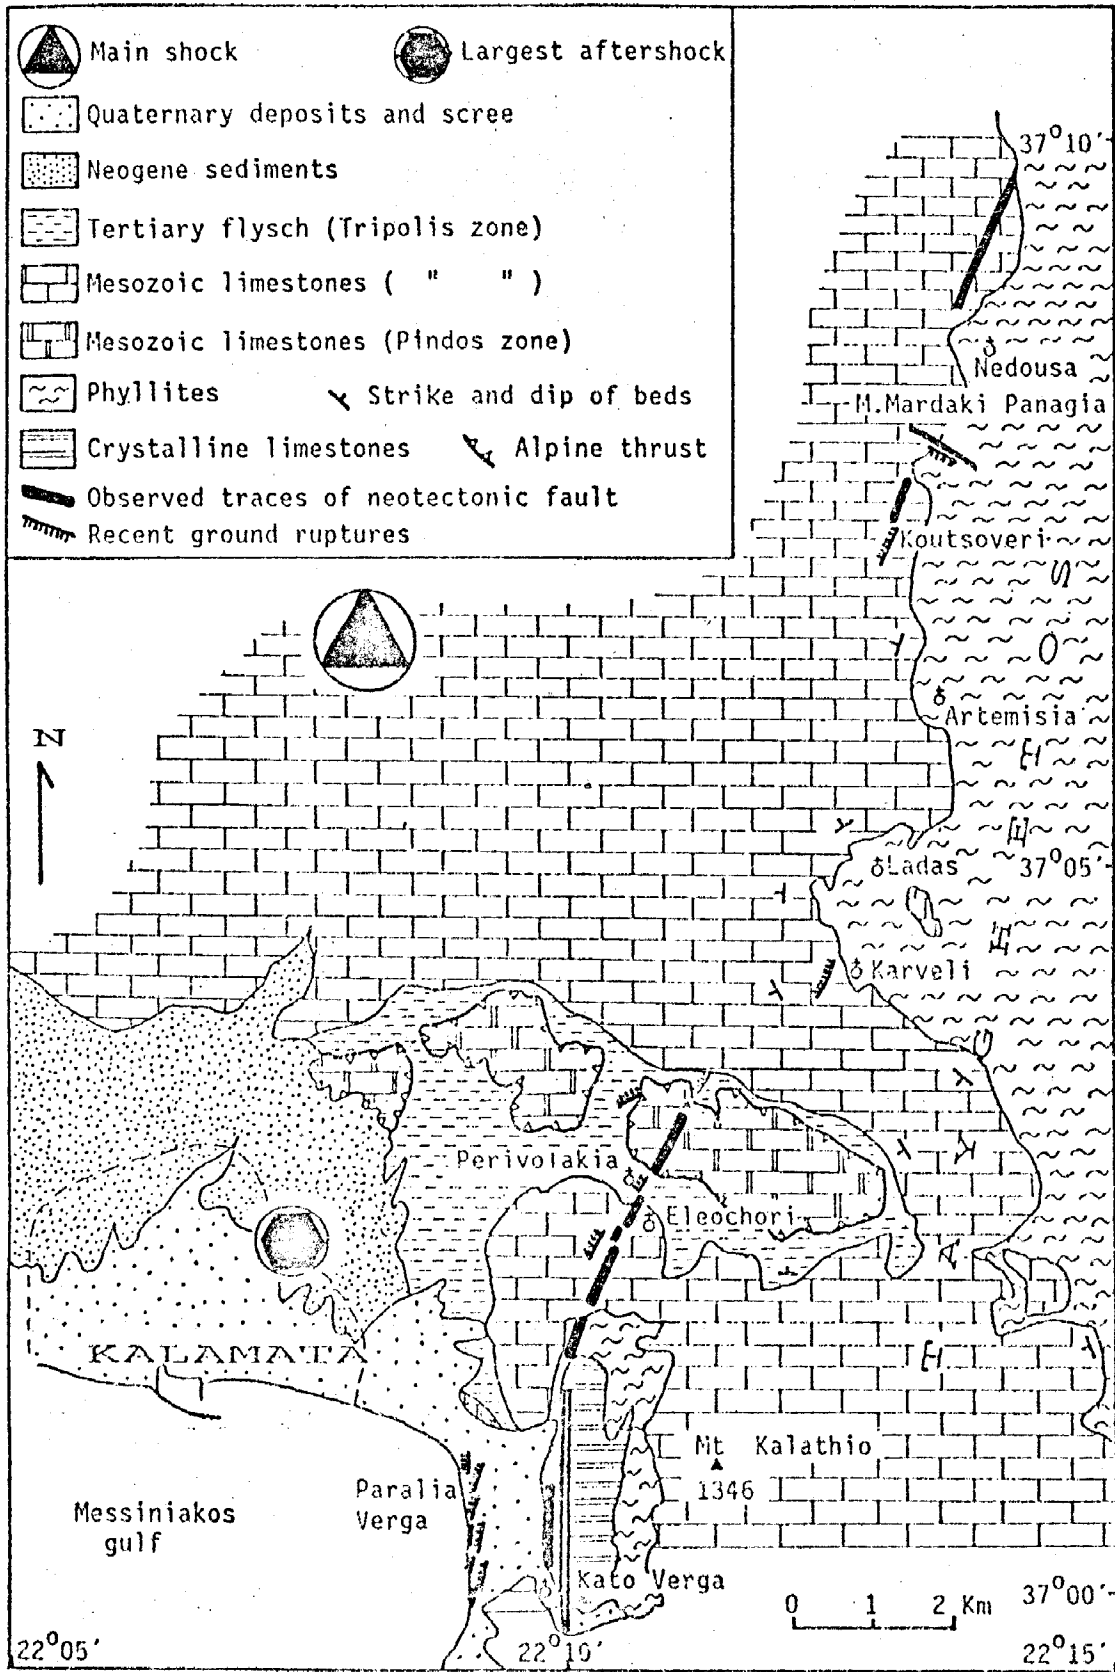 Main shock
Largest aftershock
Quaternary deposits and scree
Neogene sediments
Tertiary flysch (Tripolis zone)
Mesozoic limestones ( " " )
Mesozoic limestones (Pindos zone)
Phyllites
Strike and dip of beds
Crystalline limestones
Alpine thrust
Observed traces of neotectonic fault
Recent ground ruptures
37°10'
Nedousa
M.Mardaki Panagia
Koutsoveri
Artemisia
N
Ladas
37°05'
Karveli
Perivolakia
Eleochori
KALAMATA
Mt Kalathio
1346
Paralia
Verga
Messiniakos
gulf
Kato Verga
0 1 2 Km
37°00'
22°05'
22°10'
22°15'